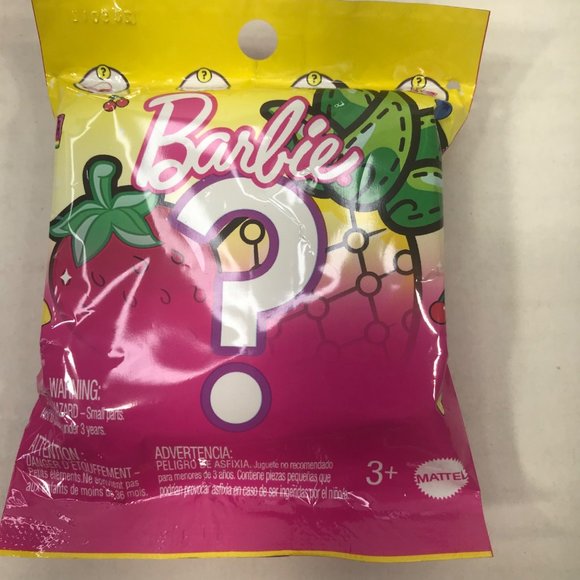 ?
?
?
?
Barbie
?
WARNING:
HAZARD – Small parts.
under 3 years.
ATTENTION:
DANGER D'ÉTOUFFEMENT –
Petits éléments. Ne convient pas
aux enfants de moins de 36 mois.
ADVERTENCIA:
PELIGRO DE ASFIXIA. Juguete no recomendado
para menores de 3 años. Contiene piezas pequeñas que
podrían provocar asfixia en caso de ser ingeridas por el niño/a.
3+
MATTEL